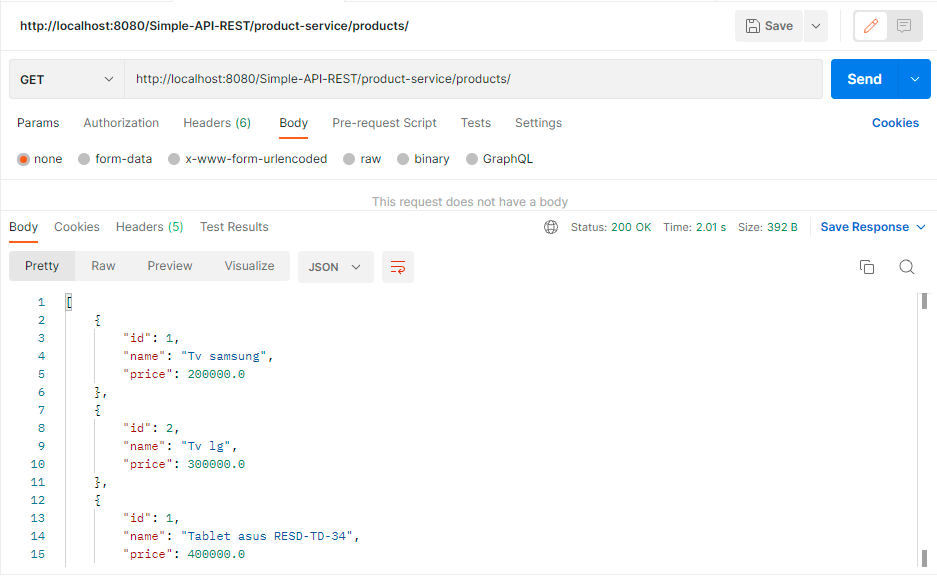 http://localhost:8080/Simple-API-REST/product-service/products/ Save
GET http://localhost:8080/Simple-API-REST/product-service/products/ Send
Params Authorization Headers (6) Body Pre-request Script Tests Settings Cookies
none form-data x-www-form-urlencoded raw binary GraphQL
This request does not have a body
Body Cookies Headers (5) Test Results Status: 200 OK Time: 2.01 s Size: 392 B Save Response
Pretty Raw Preview Visualize JSON
1 [
2 {
3 "id": 1,
4 "name": "Tv samsung",
5 "price": 200000.0
6 },
7 {
8 "id": 2,
9 "name": "Tv lg",
10 "price": 300000.0
11 },
12 {
13 "id": 1,
14 "name": "Tablet asus RESD-TD-34",
15 "price": 400000.0